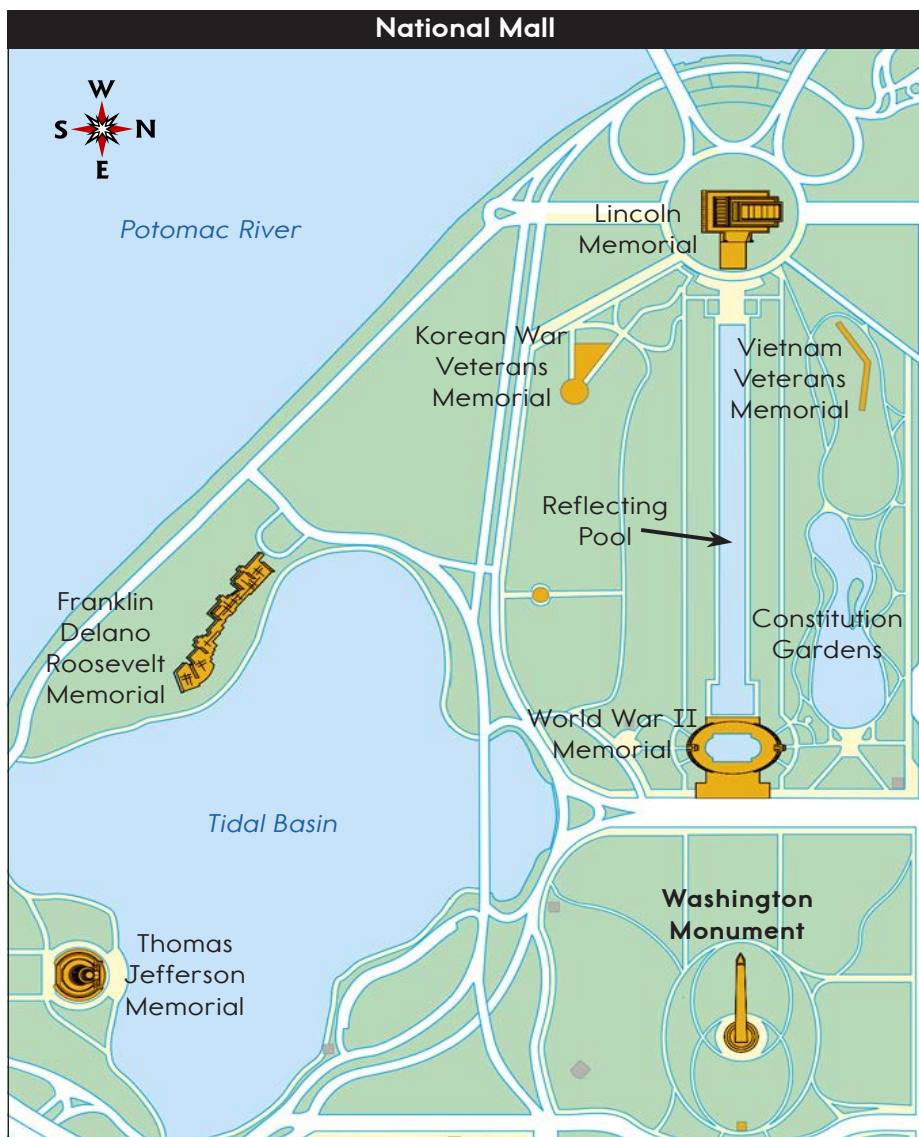 National Mall
W
S
N
E
Potomac River
Lincoln
Memorial
Korean War
Veterans
Memorial
Vietnam
Veterans
Memorial
Reflecting
Pool
Franklin
Delano
Roosevelt
Memorial
Constitution
Gardens
World War II
Memorial
Tidal Basin
Washington
Monument
Thomas
Jefferson
Memorial